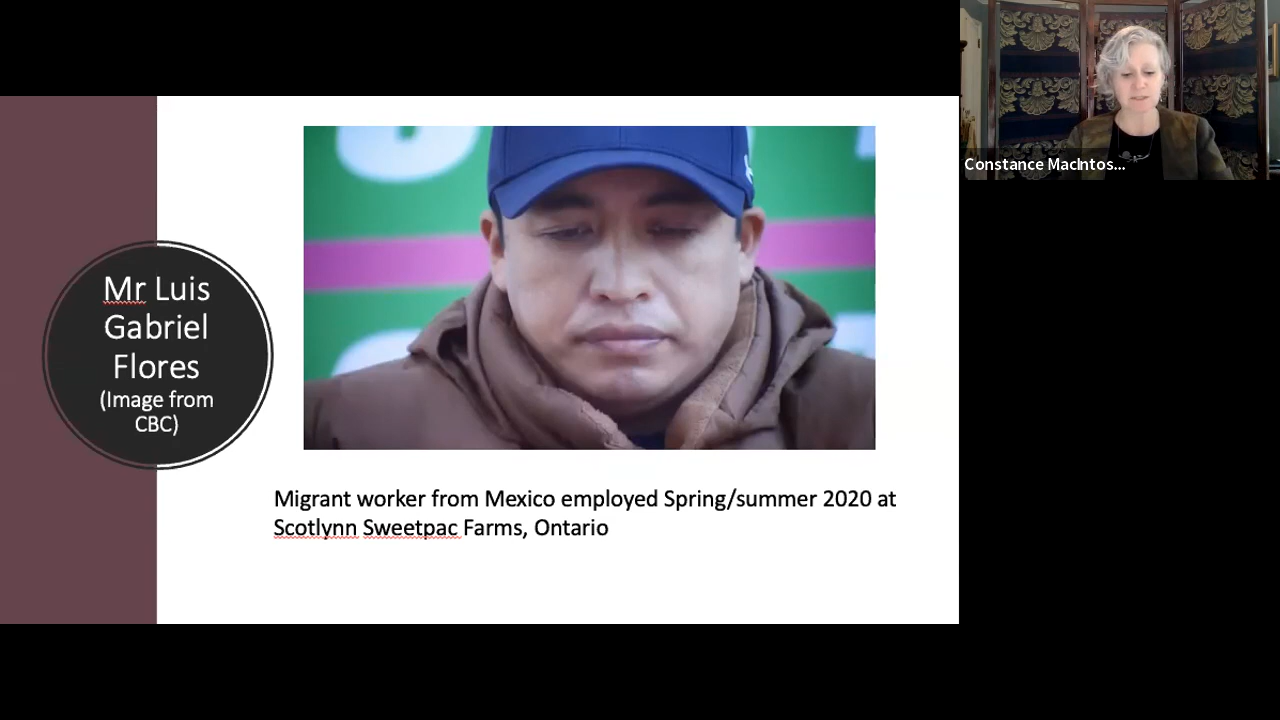 Mr Luis
Gabriel
Flores
(Image from
CBC)
Migrant worker from Mexico employed Spring/summer 2020 at
Scotlynn Sweetpac Farms, Ontario
Constance MacIntos...